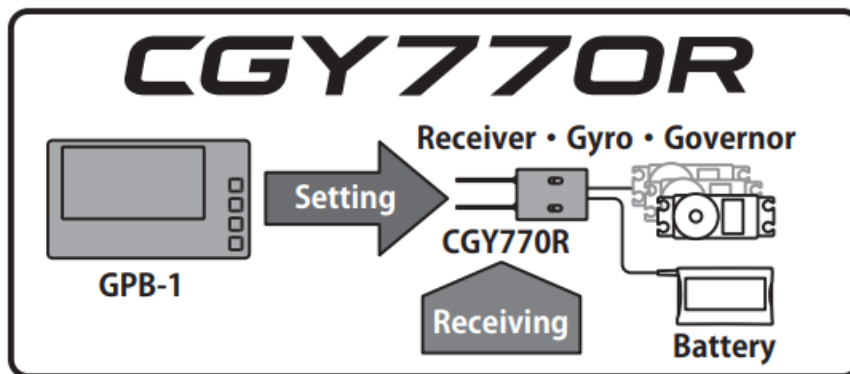 CGY770R
Receiver・Gyro・Governor
Setting
CGY770R
GPB-1
Receiving
Battery